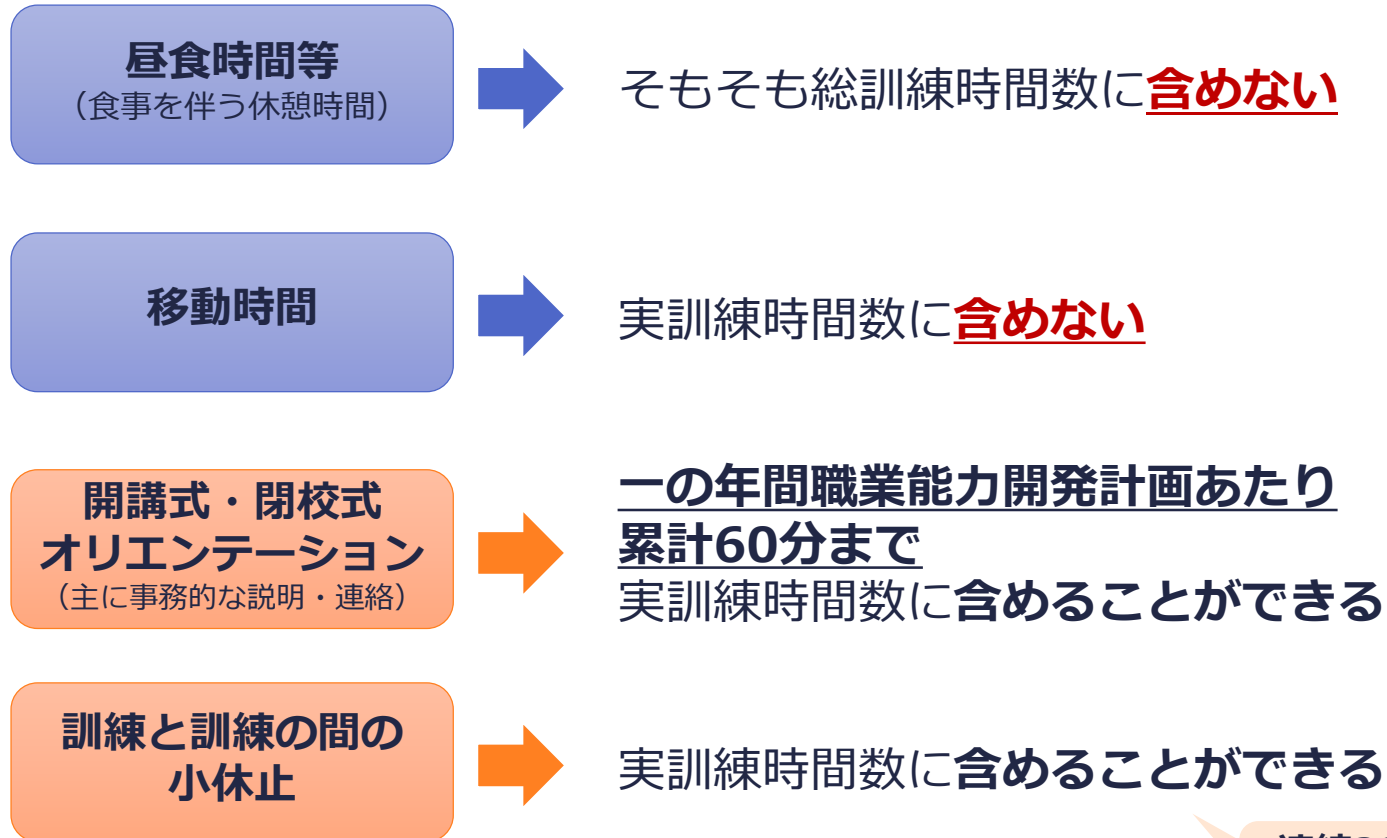 昼食時間等
（食事を伴う休憩時間）
そもそも総訓練時間数に含めない
移動時間
実訓練時間数に含めない
開講式・閉校式
オリエンテーション
（主に事務的な説明・連絡）
一の年間職業能力開発計画あたり
累計60分まで
実訓練時間数に含めることができる
訓練と訓練の間の
小休止
実訓練時間数に含めることができる